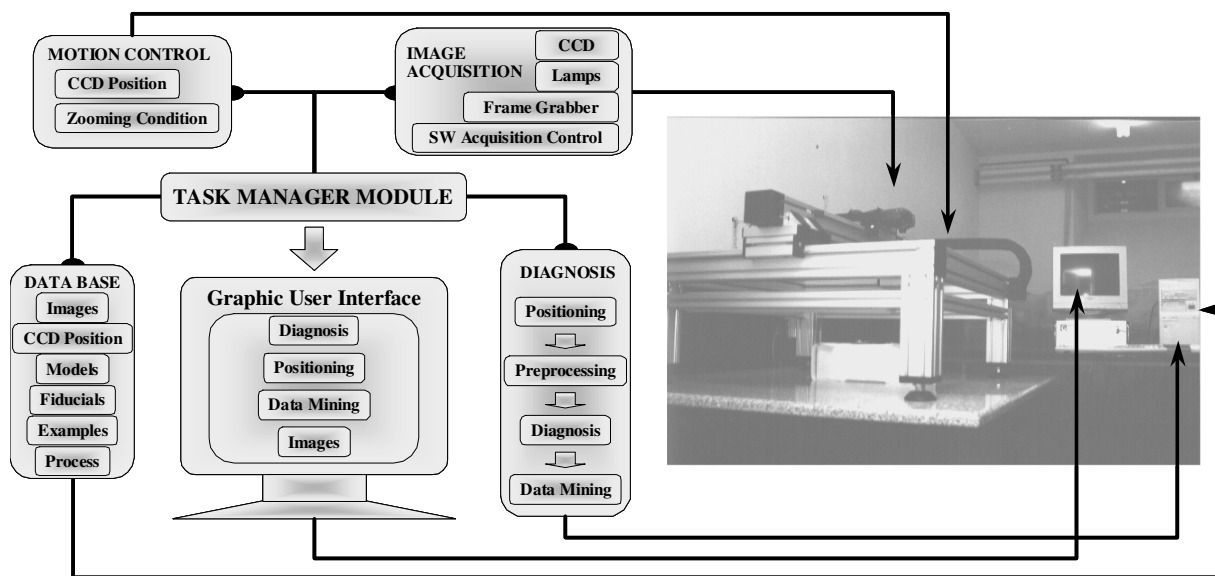 MOTION CONTROL
CCD Position
Zooming Condition
IMAGE
ACQUISITION
CCD
Lamps
Frame Grabber
SW Acquisition Control
TASK MANAGER MODULE
DATA BASE
Images
CCD Position
Models
Fiducials
Examples
Process
Graphic User Interface
Diagnosis
Positioning
Data Mining
Images
DIAGNOSIS
Positioning
Preprocessing
Diagnosis
Data Mining